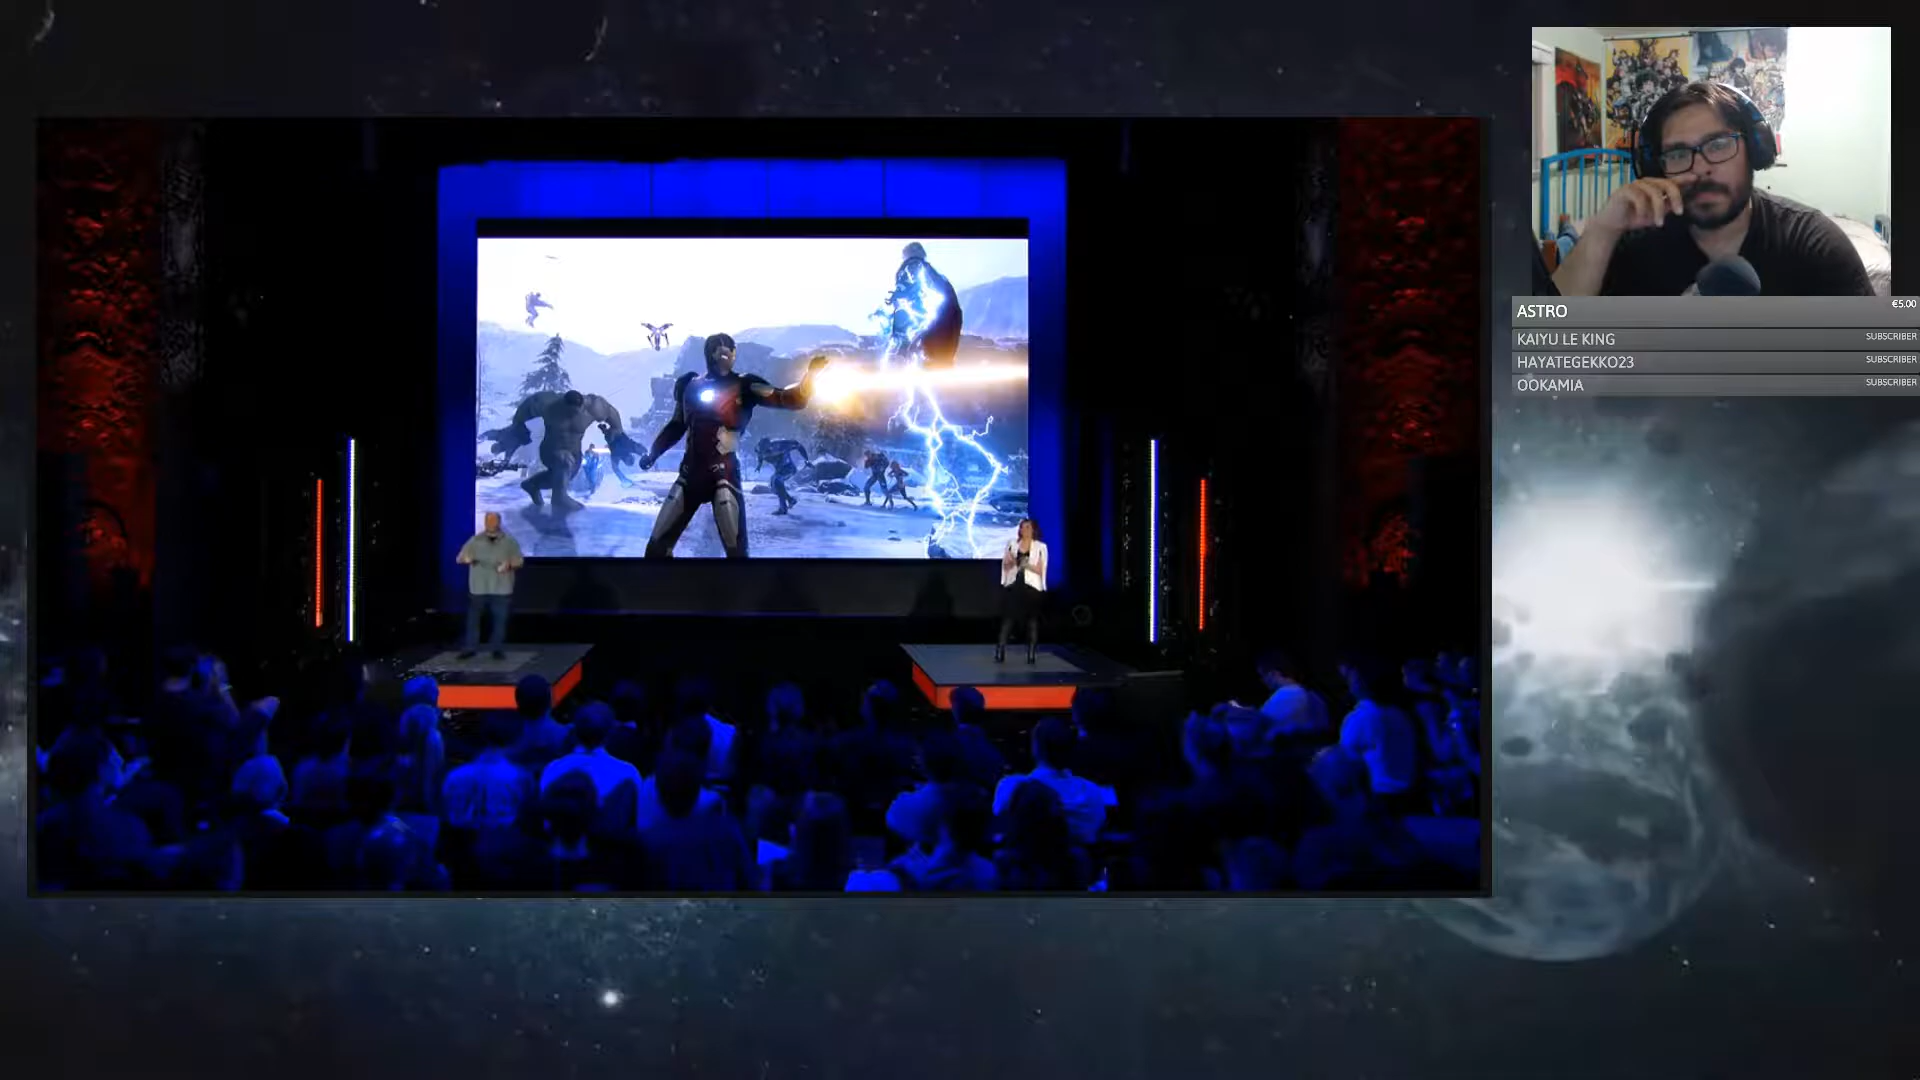 ASTRO €5.00
KAIYU LE KING SUBSCRIBER
HAYATEGEKKO23 SUBSCRIBER
OOKAMIA SUBSCRIBER